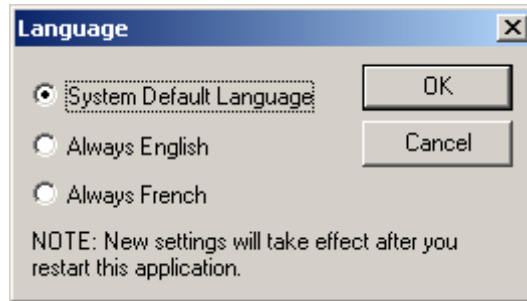 Language
System Default Language
OK
Always English
Cancel
Always French
NOTE: New settings will take effect after you
restart this application.